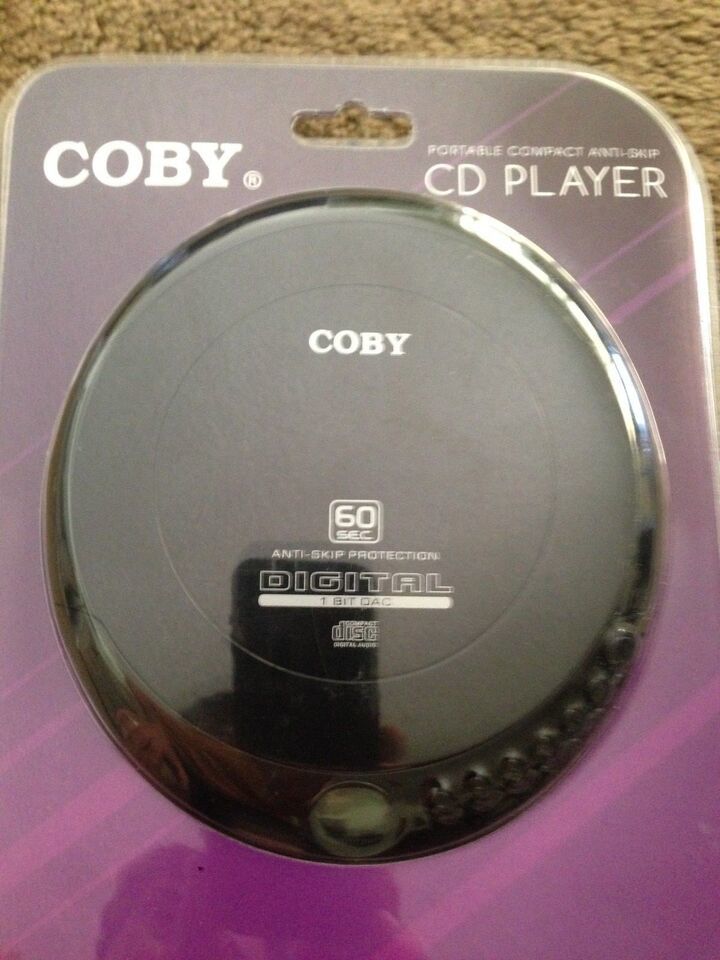 COBY®
PORTABLE COMPACT ANTI-SKIP
CD PLAYER
COBY
60
SEC
ANTI-SKIP PROTECTION
DIGITAL
1 BIT DAC
COMPACT
disc
DIGITAL AUDIO